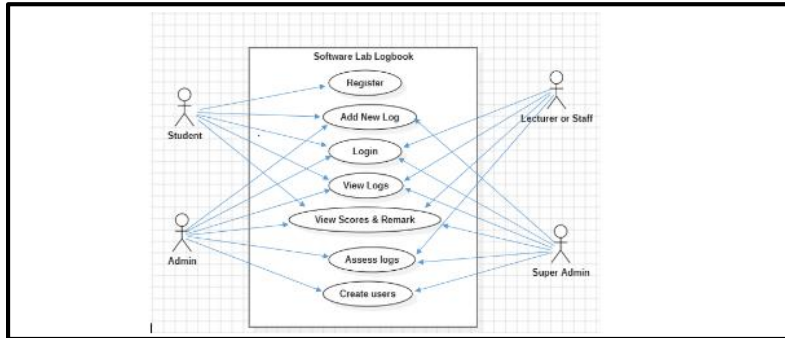 Software Lab Logbook
Register
Add New Log
Student
Lecturer or Staff
Login
View Logs
View Scores & Remark
Admin
Assess logs
Super Admin
Create users